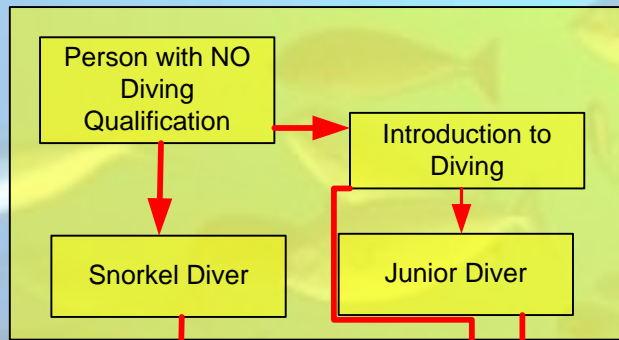 Person with NO
Diving
Qualification
Introduction to
Diving
Snorkel Diver
Junior Diver